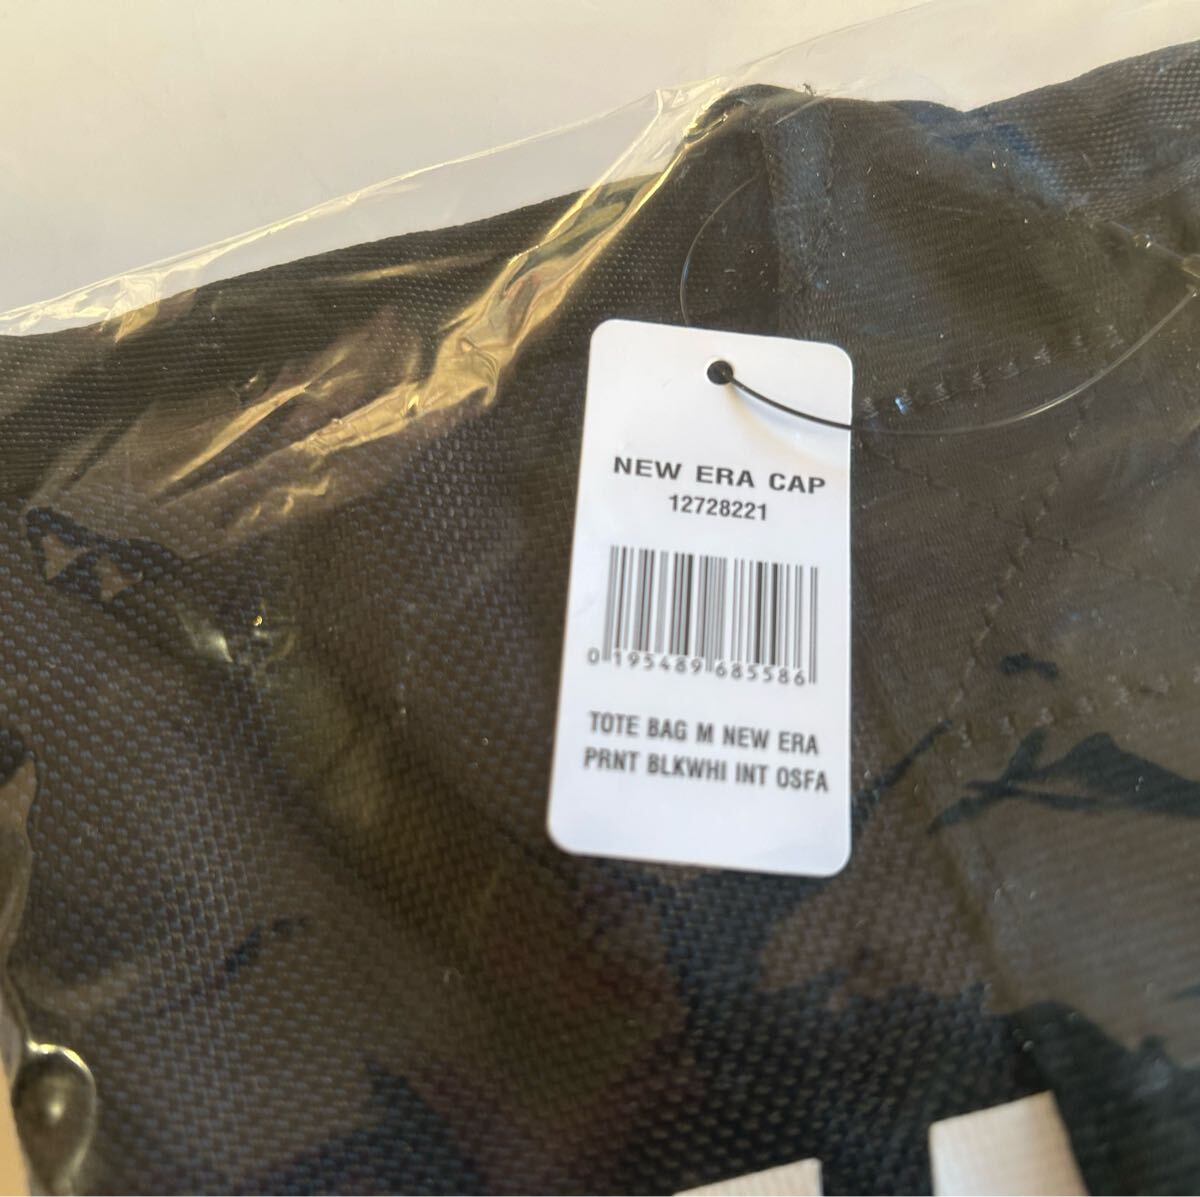 NEW ERA CAP
12728221
0 195489 685586
TOTE BAG M NEW ERA
PRNT BLKWHI INT OSFA